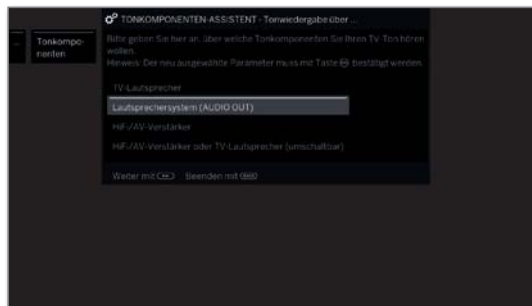 TONKOMPONENTEN-ASSISTENT - Tonwiedergabe über ...
... Tonkompo-
nenten
Bitte geben Sie hier an, über welche Tonkomponenten Sie Ihren TV-Ton hören
wollen.
Hinweis: Der neu ausgewählte Parameter muss mit Taste OK bestätigt werden.
TV-Lautsprecher
Lautsprechersystem (AUDIO OUT)
HiFi-/AV-Verstärker
HiFi-/AV-Verstärker oder TV-Lautsprecher (umschaltbar)
Weiter mit Beenden mit